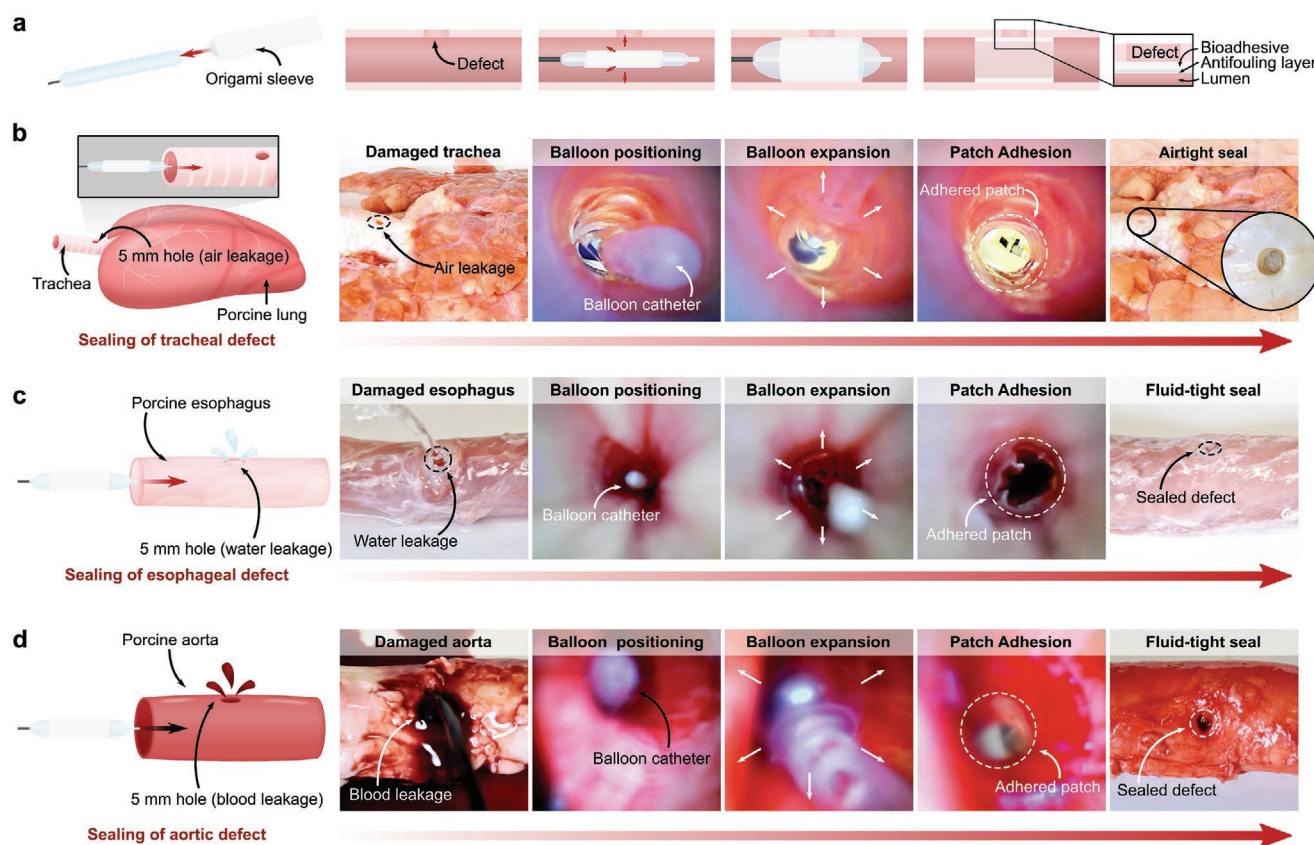 a
Origami sleeve
Defect
Defect
Bioadhesive
Antifouling layer
Lumen
b
Trachea
5 mm hole (air leakage)
Porcine lung
Sealing of tracheal defect
Damaged trachea
Air leakage
Balloon positioning
Balloon catheter
Balloon expansion
Patch Adhesion
Adhered patch
Airtight seal
c
Porcine esophagus
5 mm hole (water leakage)
Sealing of esophageal defect
Damaged esophagus
Water leakage
Balloon positioning
Balloon catheter
Balloon expansion
Patch Adhesion
Adhered patch
Fluid-tight seal
Sealed defect
d
Porcine aorta
5 mm hole (blood leakage)
Sealing of aortic defect
Damaged aorta
Blood leakage
Balloon positioning
Balloon catheter
Balloon expansion
Patch Adhesion
Adhered patch
Fluid-tight seal
Sealed defect